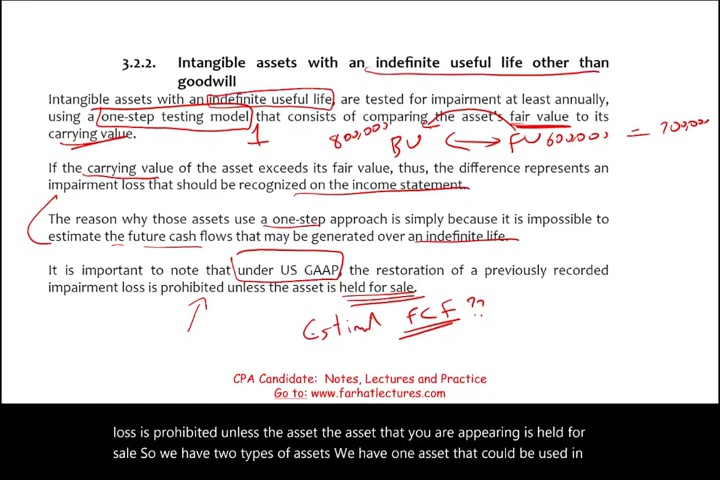 3.2.2. Intangible assets with an indefinite useful life other than
goodwill
Intangible assets with an indefinite useful life, are tested for impairment at least annually,
using a one-step testing model that consists of comparing the asset's fair value to its
carrying value.
1 800,000 BV FV 600,000 = 200,000
If the carrying value of the asset exceeds its fair value, thus, the difference represents an
impairment loss that should be recognized on the income statement.
The reason why those assets use a one-step approach is simply because it is impossible to
estimate the future cash flows that may be generated over an indefinite life.
It is important to note that under US GAAP, the restoration of a previously recorded
impairment loss is prohibited unless the asset is held for sale.
FCF ??
CPA Candidate: Notes, Lectures and Practice
Go to: www.farhatlectures.com
loss is prohibited unless the asset the asset that you are appearing is held for
sale So we have two types of assets We have one asset that could be used in